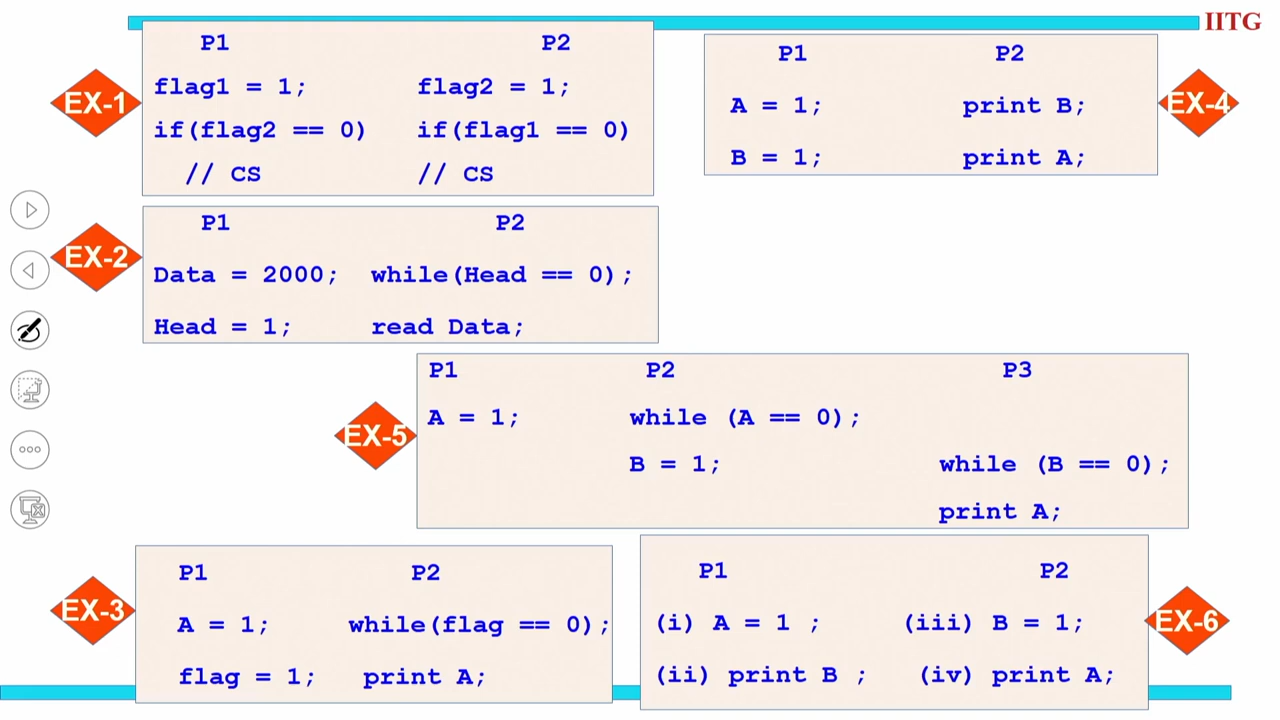 IITG
EX-1
P1 P2
flag1 = 1; flag2 = 1;
if(flag2 == 0) if(flag1 == 0)
// CS // CS
P1 P2
A = 1; print B;
B = 1; print A;
EX-4
EX-2
P1 P2
Data = 2000; while(Head == 0);
Head = 1; read Data;
EX-5
P1 P2 P3
A = 1; while (A == 0);
B = 1; while (B == 0);
print A;
EX-3
P1 P2
A = 1; while(flag == 0);
flag = 1; print A;
P1 P2
(i) A = 1 ; (iii) B = 1;
(ii) print B ; (iv) print A;
EX-6